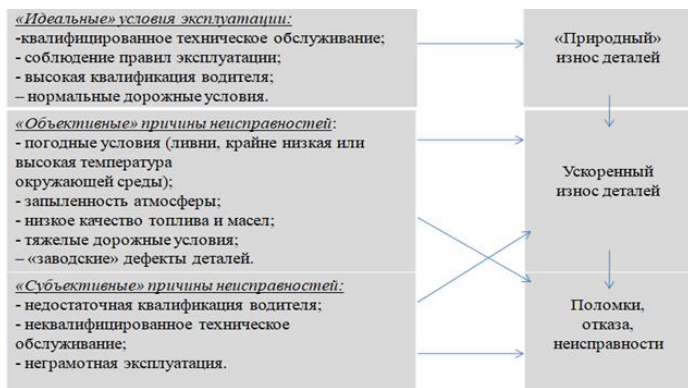 «Идеальные» условия эксплуатации:
-квалифицированное техническое обслуживание;
- соблюдение правил эксплуатации;
- высокая квалификация водителя;
– нормальные дорожные условия.
«Природный»
износ деталей
«Объективные» причины неисправностей:
- погодные условия (ливни, крайне низкая или
высокая температура
окружающей среды);
- запыленность атмосферы;
- низкое качество топлива и масел;
- тяжелые дорожные условия;
– «заводские» дефекты деталей.
Ускоренный
износ деталей
«Субъективные» причины неисправностей:
- недостаточная квалификация водителя;
- неквалифицированное техническое
обслуживание;
- неграмотная эксплуатация.
Поломки,
отказа,
неисправности